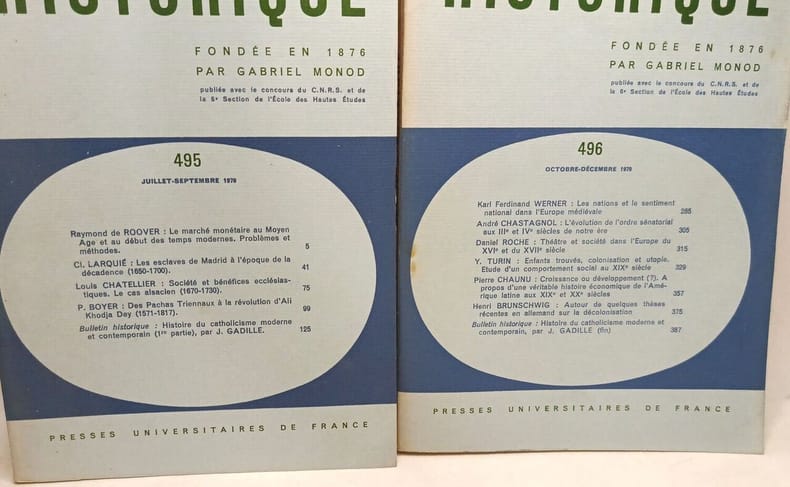 HISTORIQUE
FONDÉE EN 1876
PAR GABRIEL MONOD
publiée avec le concours du C.N.R.S. et de
la 6e Section de l'École des Hautes Études
495
JUILLET-SEPTEMBRE 1970
Raymond de ROOVER : Le marché monétaire au Moyen
Age et au début des temps modernes. Problèmes et
méthodes. 5
Cl. LARQUIÉ : Les esclaves de Madrid à l'époque de la
décadence (1650-1700). 41
Louis CHATELLIER : Société et bénéfices ecclésias-
tiques. Le cas alsacien (1670-1730). 75
P. BOYER : Des Pachas Triennaux à la révolution d'Ali
Khodja Dey (1571-1817). 99
Bulletin historique : Histoire du catholicisme moderne
et contemporain (1re partie), par J. GADILLE. 125
PRESSES UNIVERSITAIRES DE FRANCE
HISTORIQUE
FONDÉE EN 1876
PAR GABRIEL MONOD
publiée avec le concours du C.N.R.S. et de
la 6e Section de l'École des Hautes Études
496
OCTOBRE-DÉCEMBRE 1970
Karl Ferdinand WERNER : Les nations et le sentiment
national dans l'Europe médiévale 285
André CHASTAGNOL : L'évolution de l'ordre sénatorial
aux IIIe et IVe siècles de notre ère 305
Daniel ROCHE : Théâtre et société dans l'Europe du
XVIe et du XVIIe siècle 315
Y. TURIN : Enfants trouvés, colonisation et utopie.
Etude d'un comportement social au XIXe siècle 329
Pierre CHAUNU : Croissance ou développement (?). A
propos d'une véritable histoire économique de l'Amé-
rique latine aux XIXe et XXe siècles 357
Henri BRUNSCHWIG : Autour de quelques thèses
récentes en allemand sur la décolonisation 375
Bulletin historique : Histoire du catholicisme moderne et
contemporain, par J. GADILLE (fin) 387
PRESSES UNIVERSITAIRES DE FRANCE